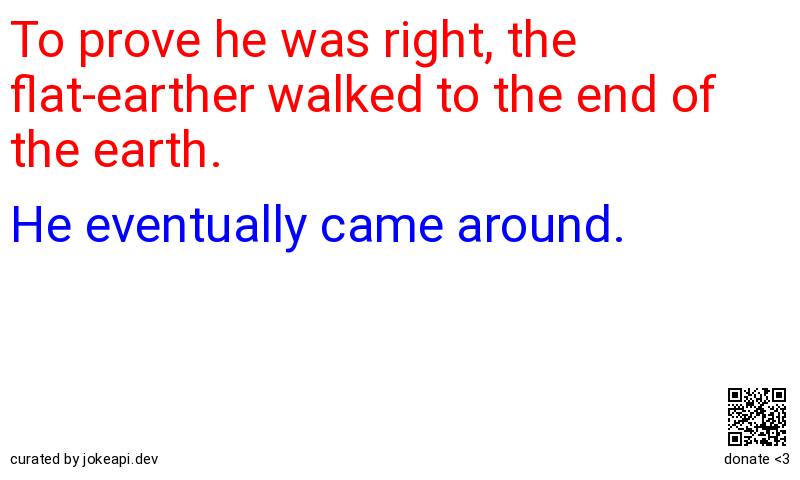 To prove he was right, the
flat-earther walked to the end of
the earth.
He eventually came around.
curated by jokeapi.dev
donate <3